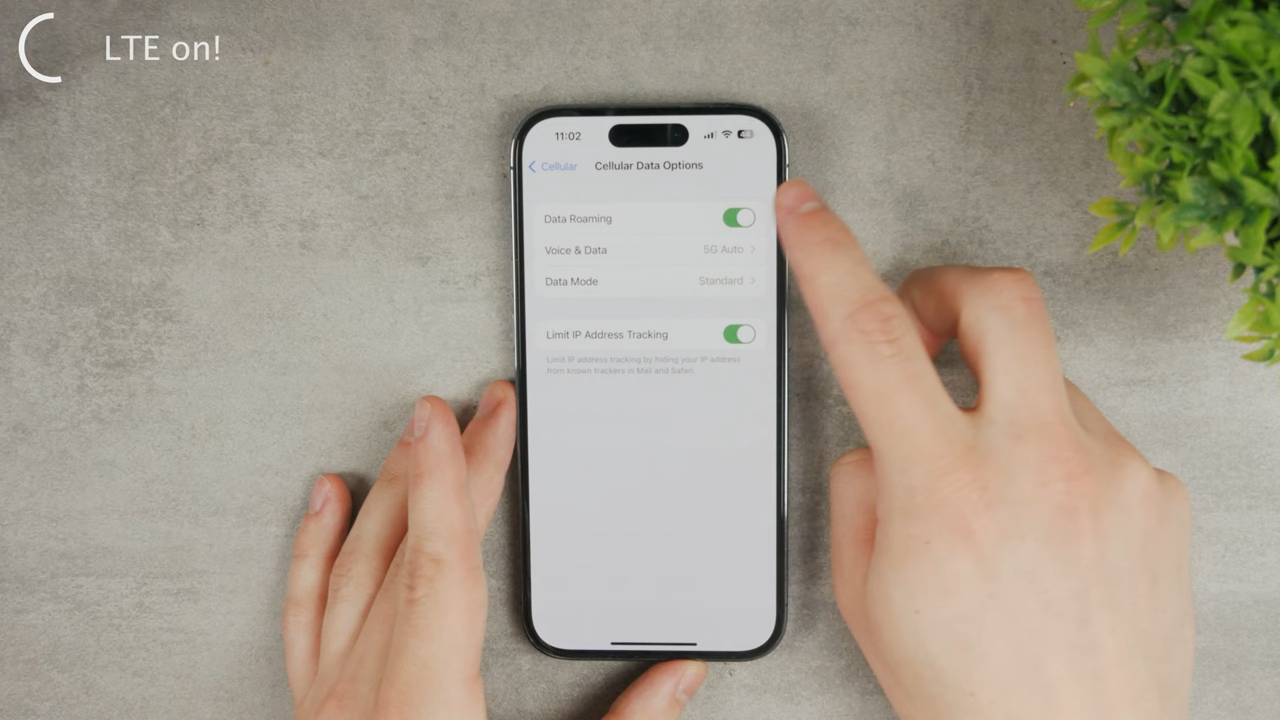 LTE on!
11:02
Cellular
Cellular Data Options
Data Roaming
Voice & Data
5G Auto
Data Mode
Standard
Limit IP Address Tracking
Limit IP address tracking by hiding your IP address
from known trackers in Mail and Safari.